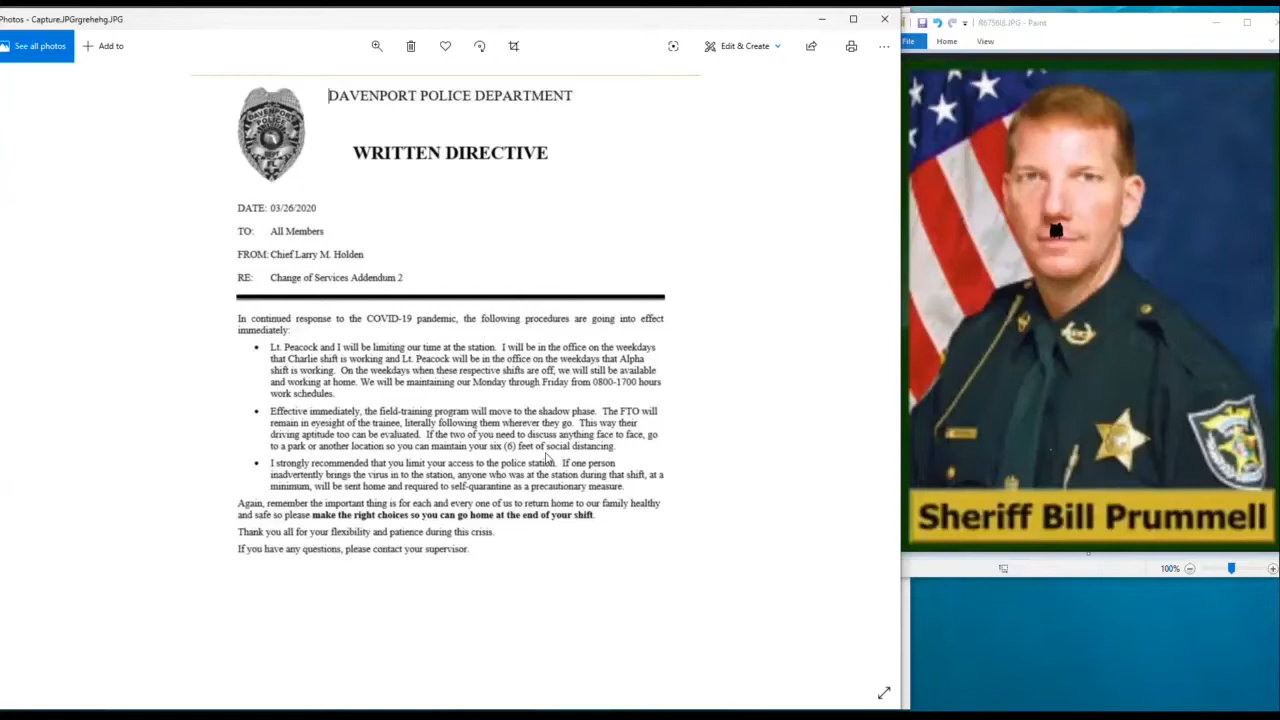 Photos - Capture.JPGrgrehehg.JPG
See all photos
Add to
Edit & Create
DAVENPORT POLICE DEPARTMENT
WRITTEN DIRECTIVE
DATE: 03/26/2020
TO: All Members
FROM: Chief Larry M. Holden
RE: Change of Services Addendum 2
In continued response to the COVID-19 pandemic, the following procedures are going into effect
immediately:
• Lt. Peacock and I will be limiting our time at the station. I will be in the office on the weekdays
that Charlie shift is working and Lt. Peacock will be in the office on the weekdays that Alpha
shift is working. On the weekdays when these respective shifts are off, we will still be available
and working at home. We will be maintaining our Monday through Friday from 0800-1700 hours
work schedules.
• Effective immediately, the field-training program will move to the shadow phase. The FTO will
remain in eyesight of the trainee, literally following them wherever they go. This way their
driving aptitude too can be evaluated. If the two of you need to discuss anything face to face, go
to a park or another location so you can maintain your six (6) feet of social distancing.
• I strongly recommended that you limit your access to the police station. If one person
inadvertently brings the virus in to the station, anyone who was at the station during that shift, at a
minimum, will be sent home and required to self-quarantine as a precautionary measure.
Again, remember the important thing is for each and every one of us to return home to our family healthy
and safe so please make the right choices so you can go home at the end of your shift.
Thank you all for your flexibility and patience during this crisis.
If you have any questions, please contact your supervisor.
DAVENPORT
POLICE
DEPT
FL
- Paint
File
Home
View
Sheriff Bill Prummell
100%